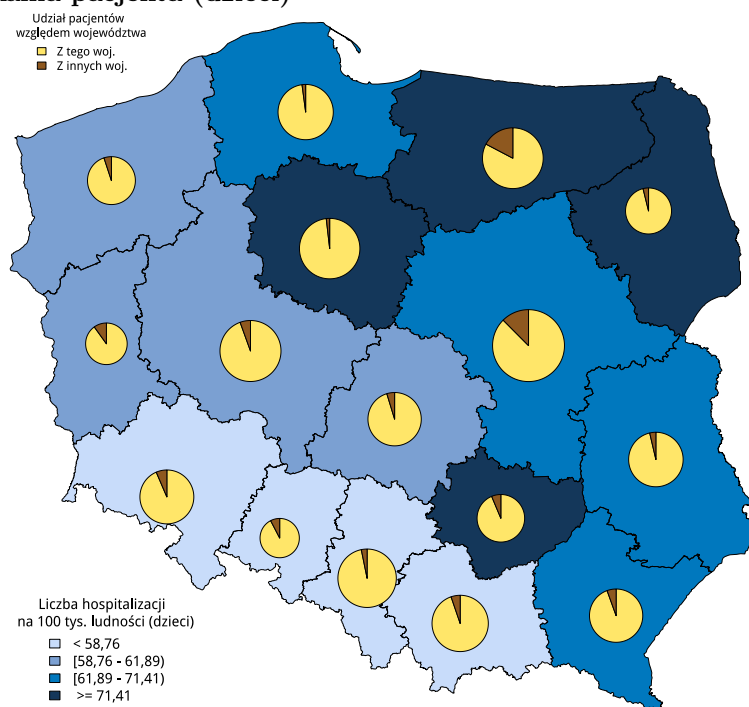 Udział pacjentów
względem województwa
Z tego woj.
Z innych woj.
Liczba hospitalizacji
na 100 tys. ludności (dzieci)
< 58,76
[58,76 - 61,89)
[61,89 - 71,41)
>= 71,41